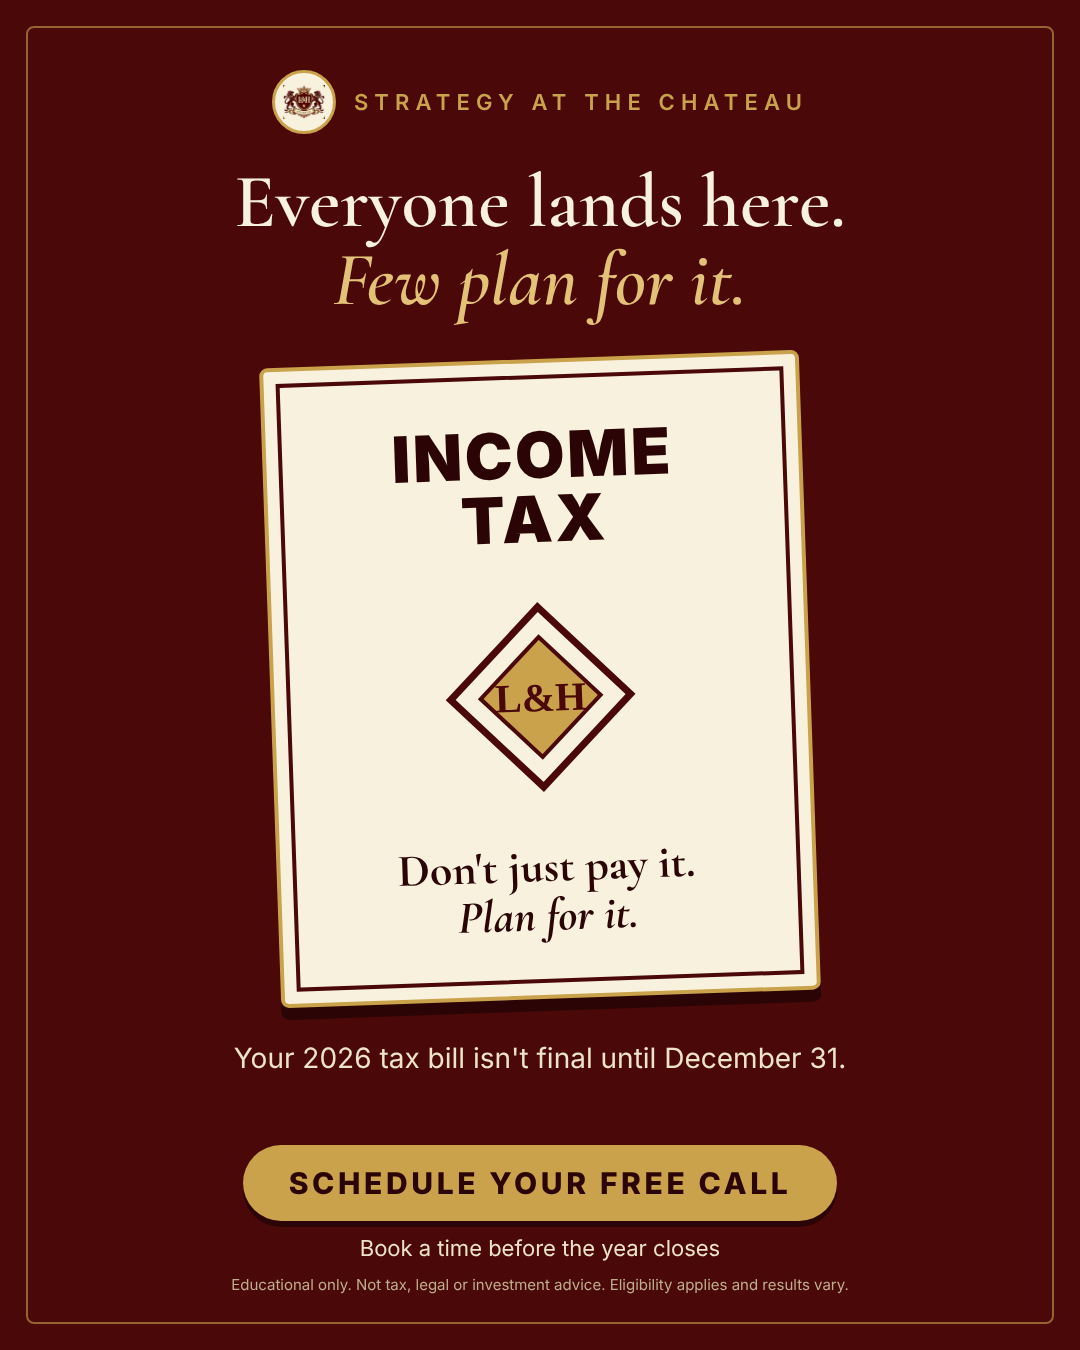 STRATEGY AT THE CHATEAU
Everyone lands here.
Few plan for it.
INCOME
TAX
L&H
Don't just pay it.
Plan for it.
Your 2026 tax bill isn't final until December 31.
SCHEDULE YOUR FREE CALL
Book a time before the year closes
Educational only. Not tax, legal or investment advice. Eligibility applies and results vary.